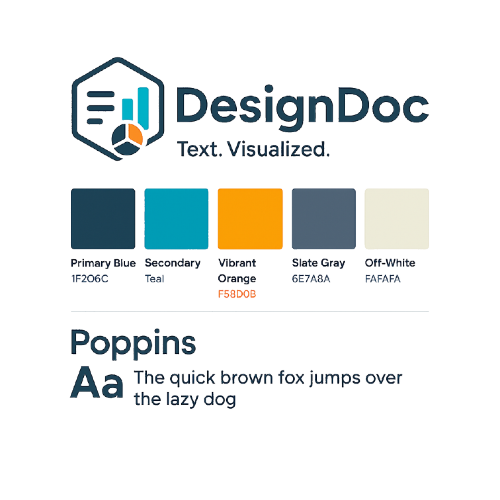 DesignDoc
Text. Visualized.
Primary Blue
1F2O6C
Secondary
Teal
Vibrant
Orange
F58D0B
Slate Gray
6E7A8A
Off-White
FAFAFA
Poppins
Aa
The quick brown fox jumps over
the lazy dog